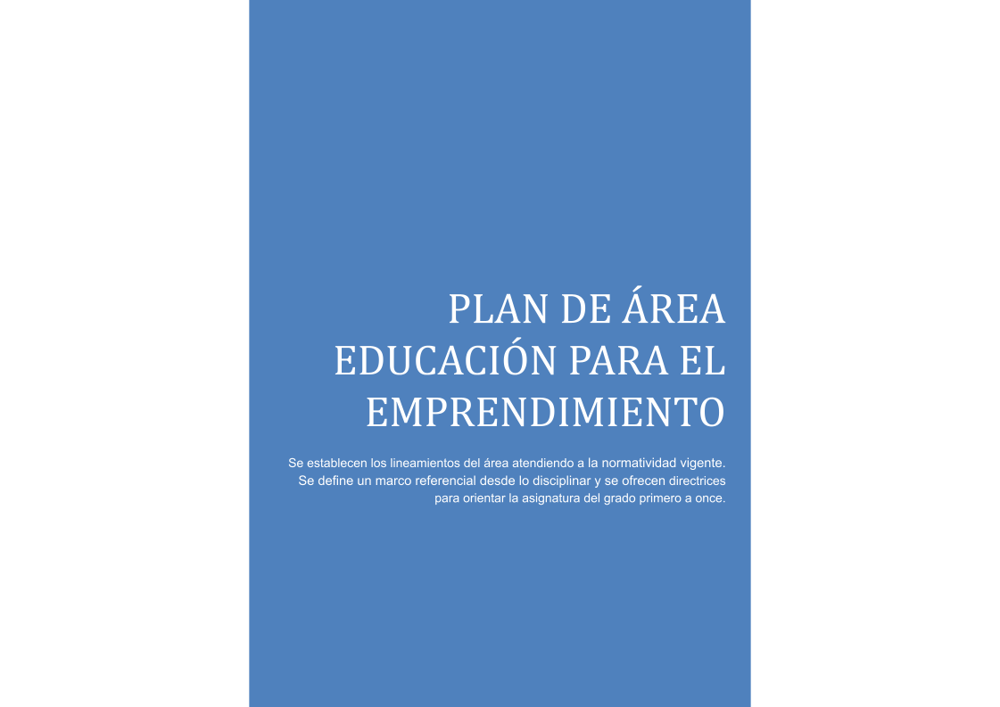 PLAN DE ÁREA
EDUCACIÓN PARA EL
EMPRENDIMIENTO
Se establecen los lineamientos del área atendiendo a la normatividad vigente.
Se define un marco referencial desde lo disciplinar y se ofrecen directrices
para orientar la asignatura del grado primero a once.